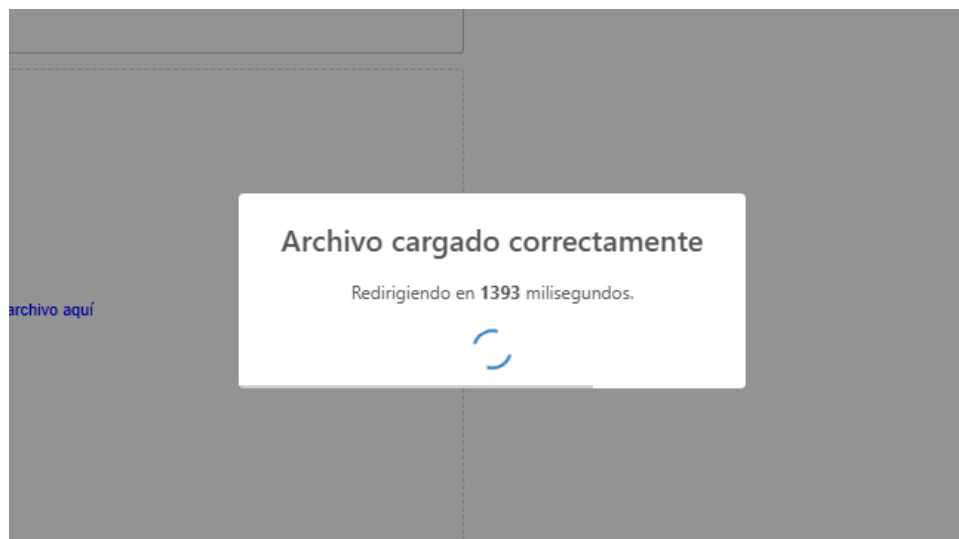 Archivo cargado correctamente
Redirigiendo en 1393 milisegundos.
archivo aquí